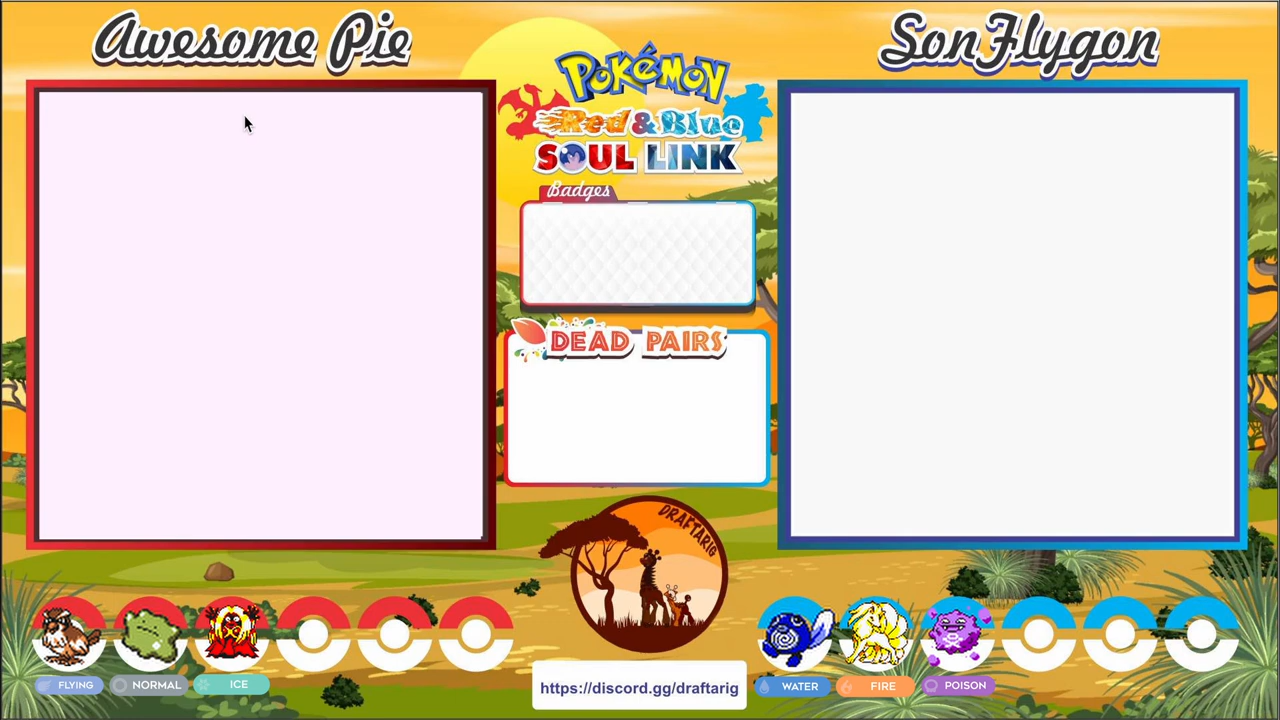 Awesome Pie
SonFlygon
POKéMON
Red & Blue
SOUL LINK
Badges
DEAD PAIRS
DRAFTARIG
https://discord.gg/draftarig
FLYING
NORMAL
ICE
WATER
FIRE
POISON